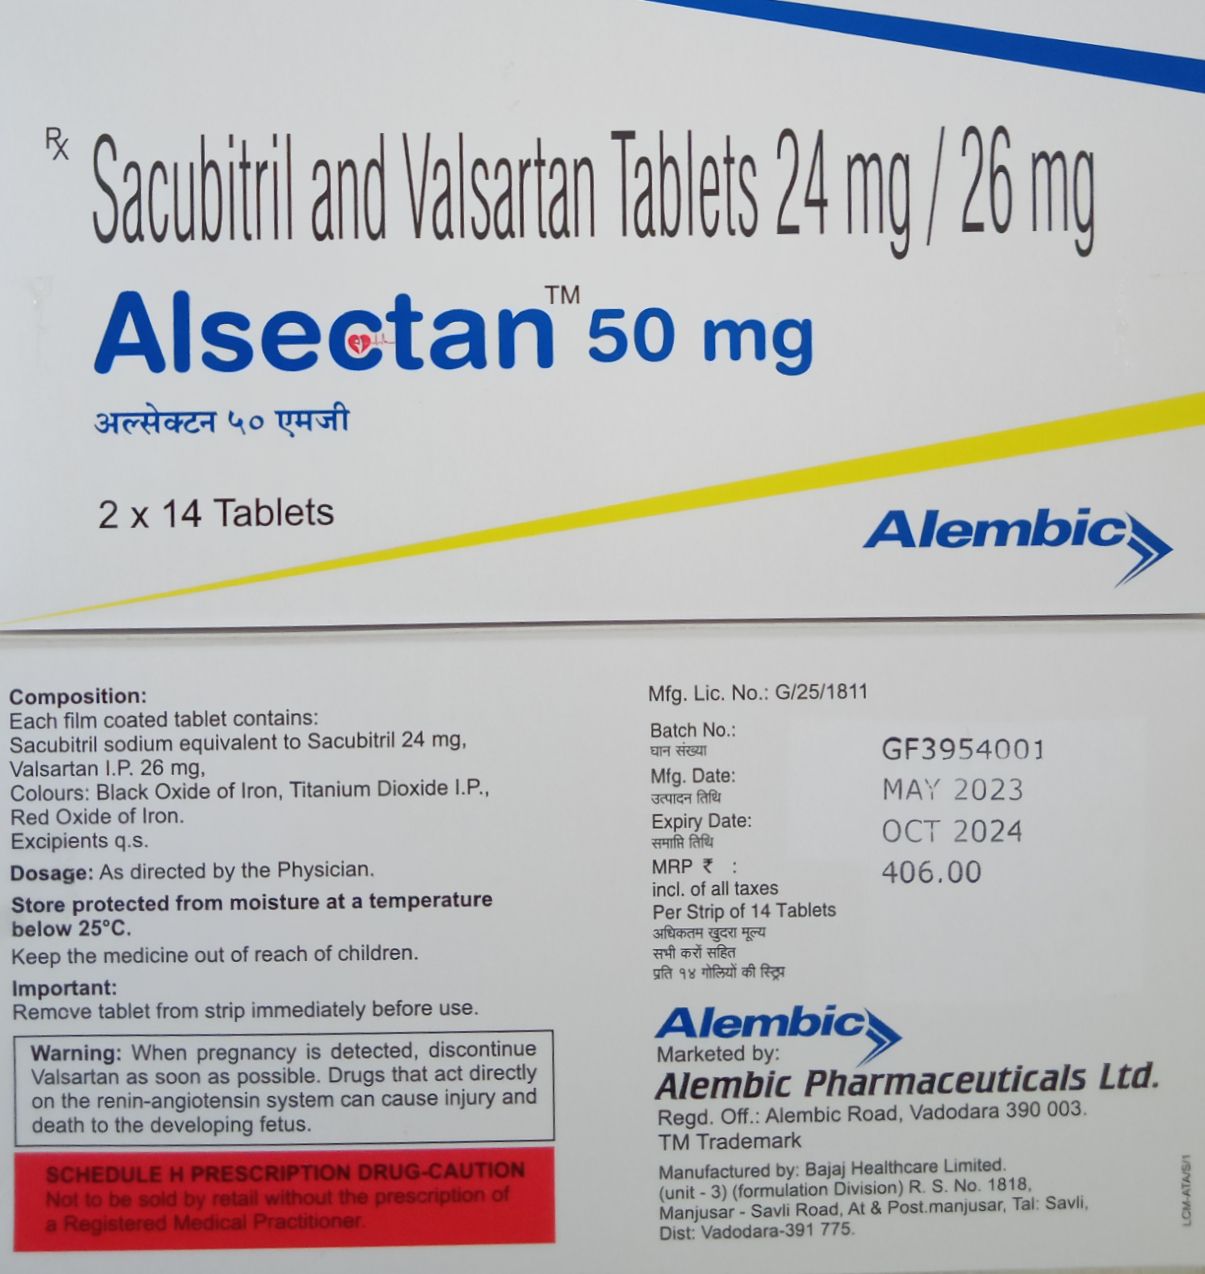 Rx Sacubitril and Valsartan Tablets 24 mg / 26 mg
Alsectan™ 50 mg
अल्सेक्टन ५० एमजी
2 x 14 Tablets
Alembic
Composition:
Each film coated tablet contains:
Sacubitril sodium equivalent to Sacubitril 24 mg,
Valsartan I.P. 26 mg,
Colours: Black Oxide of Iron, Titanium Dioxide I.P.,
Red Oxide of Iron.
Excipients q.s.
Dosage: As directed by the Physician.
Store protected from moisture at a temperature
below 25°C.
Keep the medicine out of reach of children.
Important:
Remove tablet from strip immediately before use.
Warning: When pregnancy is detected, discontinue
Valsartan as soon as possible. Drugs that act directly
on the renin-angiotensin system can cause injury and
death to the developing fetus.
SCHEDULE H PRESCRIPTION DRUG-CAUTION
Not to be sold by retail without the prescription of
a Registered Medical Practitioner.
Mfg. Lic. No.: G/25/1811
Batch No.: GF3954001
घान संख्या
Mfg. Date: MAY 2023
उत्पादन तिथि
Expiry Date: OCT 2024
समाप्ति तिथि
MRP ₹ : 406.00
incl. of all taxes
Per Strip of 14 Tablets
अधिकतम खुदरा मूल्य
सभी करों सहित
प्रति १४ गोलियों की स्ट्रिप
Alembic
Marketed by:
Alembic Pharmaceuticals Ltd.
Regd. Off.: Alembic Road, Vadodara 390 003.
TM Trademark
Manufactured by: Bajaj Healthcare Limited.
(unit - 3) (formulation Division) R. S. No. 1818,
Manjusar - Savli Road, At & Post.manjusar, Tal: Savli,
Dist: Vadodara-391 775.
LCM-ATA/S/1